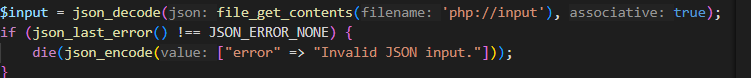 $input = json_decode(json: file_get_contents(filename: 'php://input'), associative: true);
if (json_last_error() !== JSON_ERROR_NONE) {
    die(json_encode(value: ["error" => "Invalid JSON input."]));
}